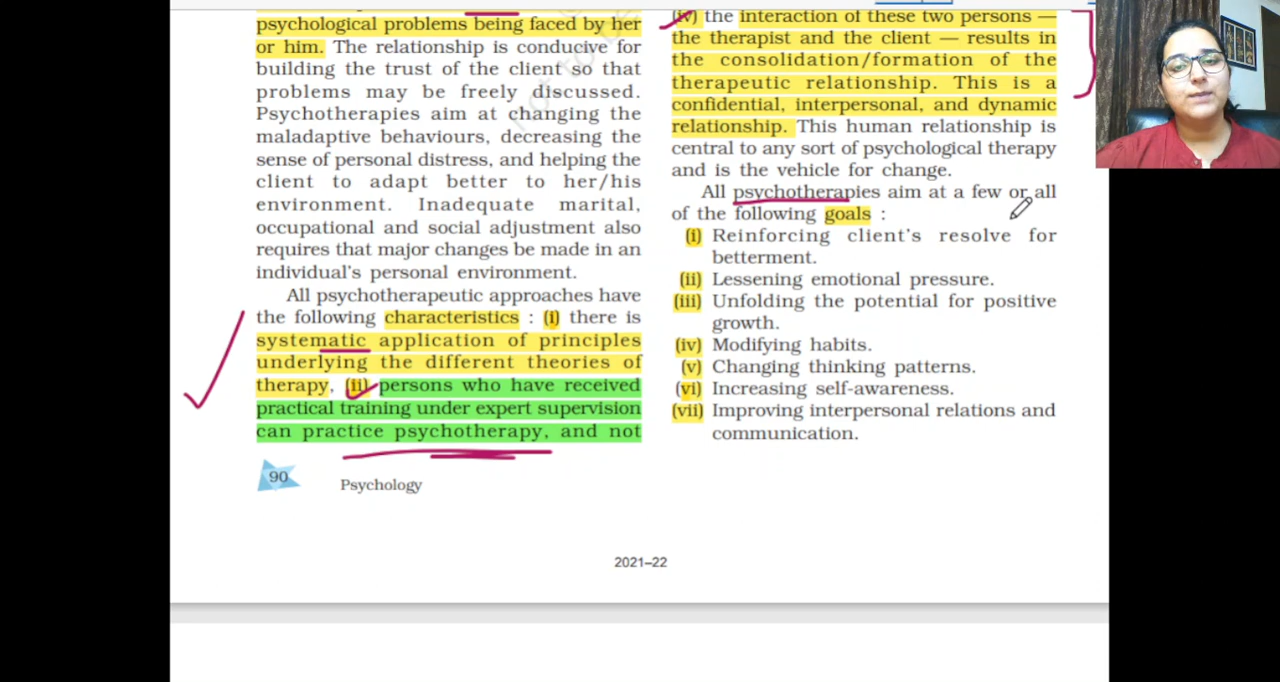 psychological problems being faced by her
or him. The relationship is conducive for
building the trust of the client so that
problems may be freely discussed.
Psychotherapies aim at changing the
maladaptive behaviours, decreasing the
sense of personal distress, and helping the
client to adapt better to her/his
environment. Inadequate marital,
occupational and social adjustment also
requires that major changes be made in an
individual's personal environment.
All psychotherapeutic approaches have
the following characteristics : (i) there is
systematic application of principles
underlying the different theories of
therapy, (ii) persons who have received
practical training under expert supervision
can practice psychotherapy, and not
90
Psychology
(iv) the interaction of these two persons —
the therapist and the client — results in
the consolidation/formation of the
therapeutic relationship. This is a
confidential, interpersonal, and dynamic
relationship. This human relationship is
central to any sort of psychological therapy
and is the vehicle for change.
All psychotherapies aim at a few or all
of the following goals :
(i) Reinforcing client's resolve for
betterment.
(ii) Lessening emotional pressure.
(iii) Unfolding the potential for positive
growth.
(iv) Modifying habits.
(v) Changing thinking patterns.
(vi) Increasing self-awareness.
(vii) Improving interpersonal relations and
communication.
2021–22